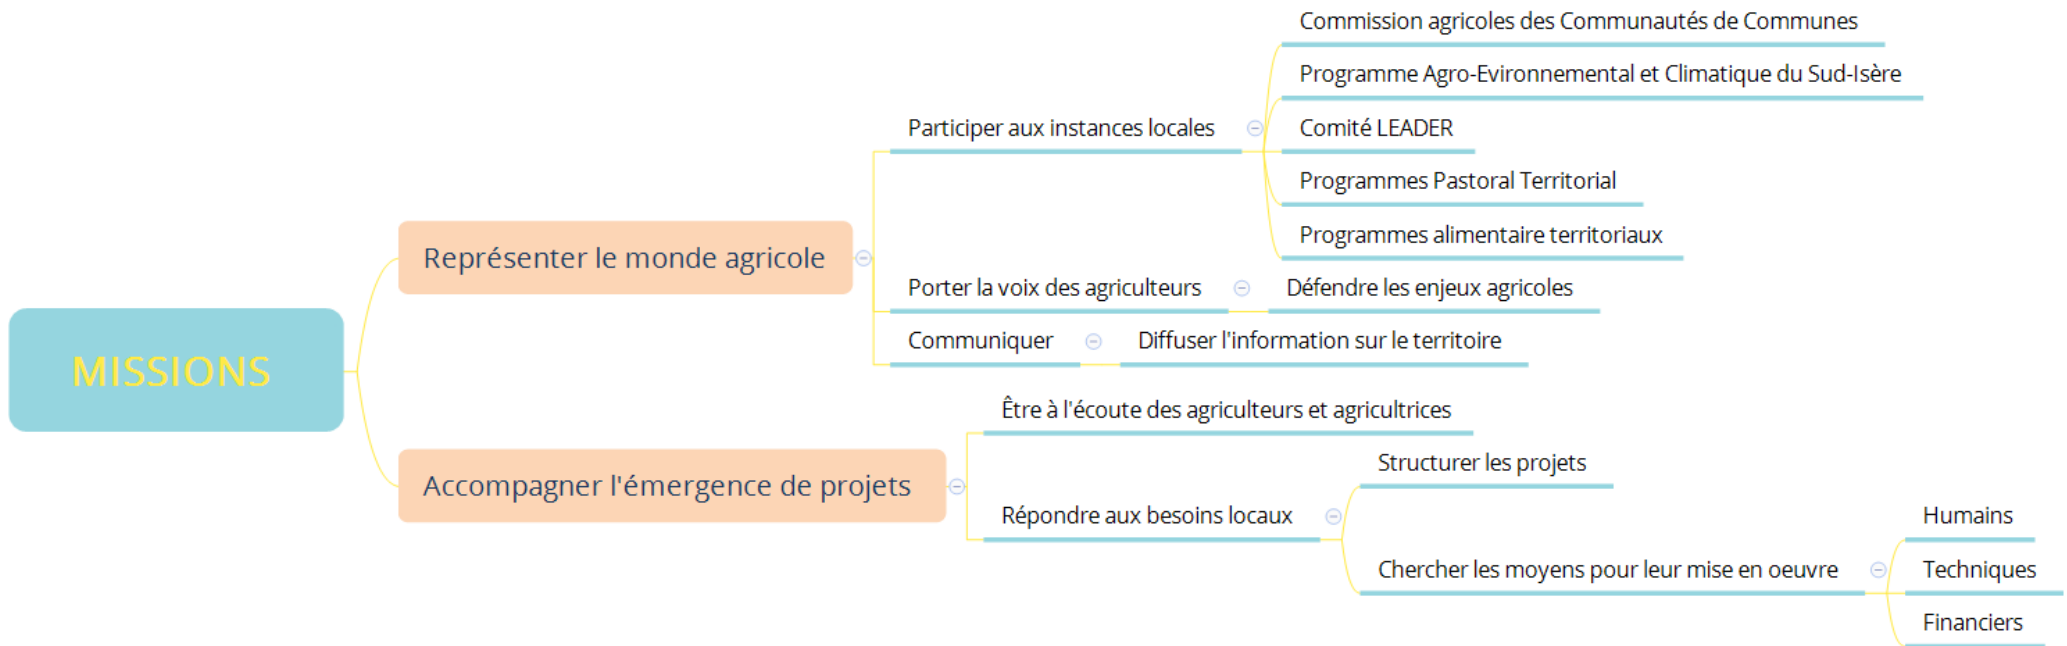 MISSIONS
Représenter le monde agricole
Participer aux instances locales
Commission agricoles des Communautés de Communes
Programme Agro-Evironnemental et Climatique du Sud-Isère
Comité LEADER
Programmes Pastoral Territorial
Programmes alimentaire territoriaux
Porter la voix des agriculteurs
Défendre les enjeux agricoles
Communiquer
Diffuser l'information sur le territoire
Accompagner l'émergence de projets
Être à l'écoute des agriculteurs et agricultrices
Répondre aux besoins locaux
Structurer les projets
Chercher les moyens pour leur mise en oeuvre
Humains
Techniques
Financiers